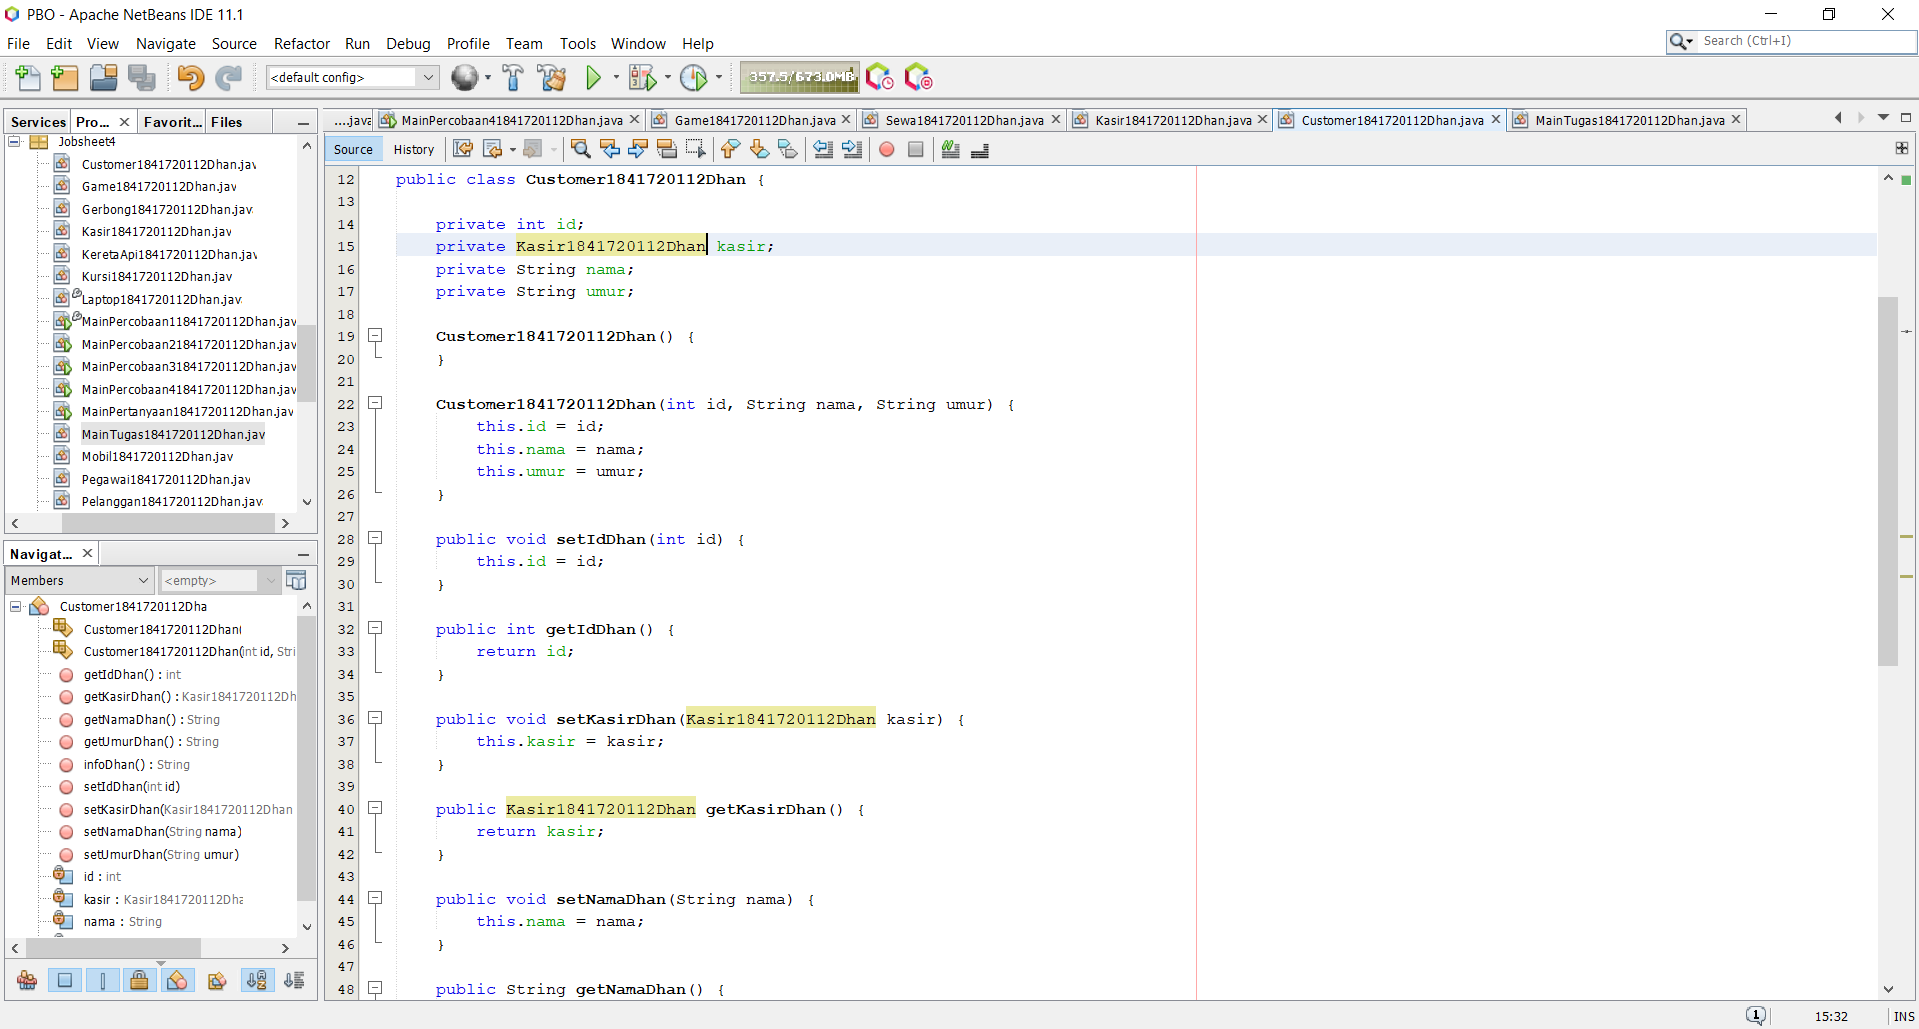 PBO - Apache NetBeans IDE 11.1
File Edit View Navigate Source Refactor Run Debug Profile Team Tools Window Help
Search (Ctrl+I)
<default config>
357.5/673.0MB
Services Pro... Favorit... Files
Jobsheet4
Customer1841720112Dhan.jav
Game1841720112Dhan.jav
Gerbong1841720112Dhan.jav
Kasir1841720112Dhan.jav
KeretaApi1841720112Dhan.jav
Kursi1841720112Dhan.jav
Laptop1841720112Dhan.jav
MainPercobaan11841720112Dhan.jav
MainPercobaan21841720112Dhan.jav
MainPercobaan31841720112Dhan.jav
MainPercobaan41841720112Dhan.jav
MainPertanyaan1841720112Dhan.jav
MainTugas1841720112Dhan.jav
Mobil1841720112Dhan.jav
Pegawai1841720112Dhan.jav
Pelanggan1841720112Dhan.jav
Navigat...
Members <empty>
Customer1841720112Dha
Customer1841720112Dhan(
Customer1841720112Dhan(int id, Stri
getIdDhan() : int
getKasirDhan() : Kasir1841720112Dh
getNamaDhan() : String
getUmurDhan() : String
infoDhan() : String
setIdDhan(int id)
setKasirDhan(Kasir1841720112Dhan
setNamaDhan(String nama)
setUmurDhan(String umur)
id : int
kasir : Kasir1841720112Dha
nama : String
....java MainPercobaan41841720112Dhan.java Game1841720112Dhan.java Sewa1841720112Dhan.java Kasir1841720112Dhan.java Customer1841720112Dhan.java MainTugas1841720112Dhan.java
Source History
12 public class Customer1841720112Dhan {
13
14 private int id;
15 private Kasir1841720112Dhan kasir;
16 private String nama;
17 private String umur;
18
19 Customer1841720112Dhan() {
20 }
21
22 Customer1841720112Dhan(int id, String nama, String umur) {
23 this.id = id;
24 this.nama = nama;
25 this.umur = umur;
26 }
27
28 public void setIdDhan(int id) {
29 this.id = id;
30 }
31
32 public int getIdDhan() {
33 return id;
34 }
35
36 public void setKasirDhan(Kasir1841720112Dhan kasir) {
37 this.kasir = kasir;
38 }
39
40 public Kasir1841720112Dhan getKasirDhan() {
41 return kasir;
42 }
43
44 public void setNamaDhan(String nama) {
45 this.nama = nama;
46 }
47
48 public String getNamaDhan() {
1 15:32 INS